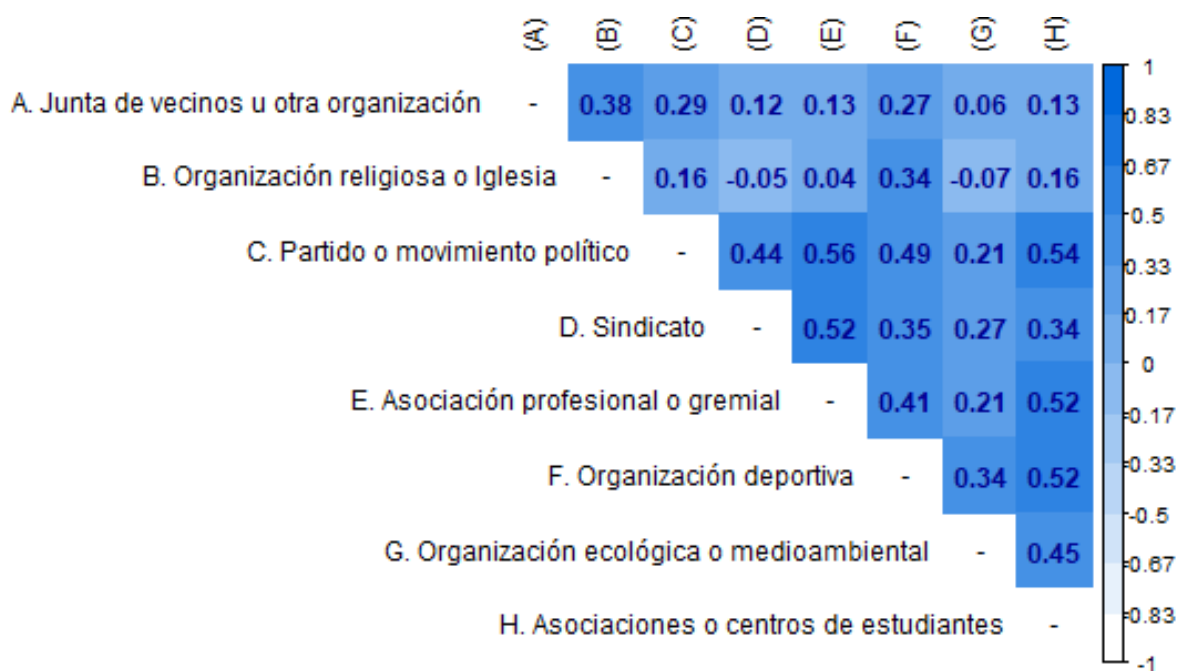 (A) (B) (C) (D) (E) (F) (G) (H)
A. Junta de vecinos u otra organización - 0.38 0.29 0.12 0.13 0.27 0.06 0.13
B. Organización religiosa o Iglesia - 0.16 -0.05 0.04 0.34 -0.07 0.16
C. Partido o movimiento político - 0.44 0.56 0.49 0.21 0.54
D. Sindicato - 0.52 0.35 0.27 0.34
E. Asociación profesional o gremial - 0.41 0.21 0.52
F. Organización deportiva - 0.34 0.52
G. Organización ecológica o medioambiental - 0.45
H. Asociaciones o centros de estudiantes -
1
0.83
0.67
0.5
0.33
0.17
0
-0.17
-0.33
-0.5
-0.67
-0.83
-1